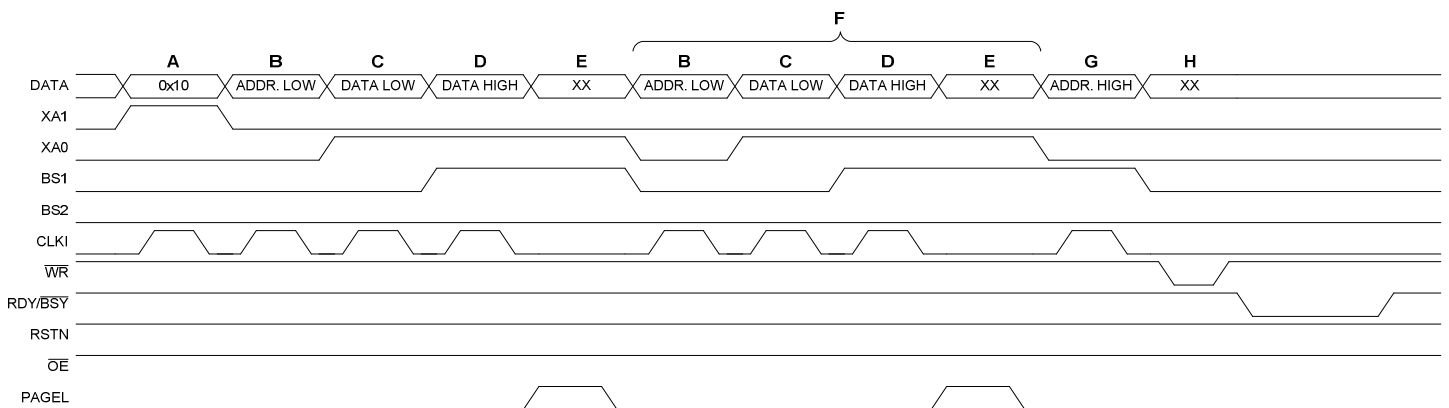 F
A B C D E B C D E G H
DATA 0x10 ADDR. LOW DATA LOW DATA HIGH XX ADDR. LOW DATA LOW DATA HIGH XX ADDR. HIGH XX
XA1
XA0
BS1
BS2
CLKI
WR
RDY/BSY
RSTN
OE
PAGEL